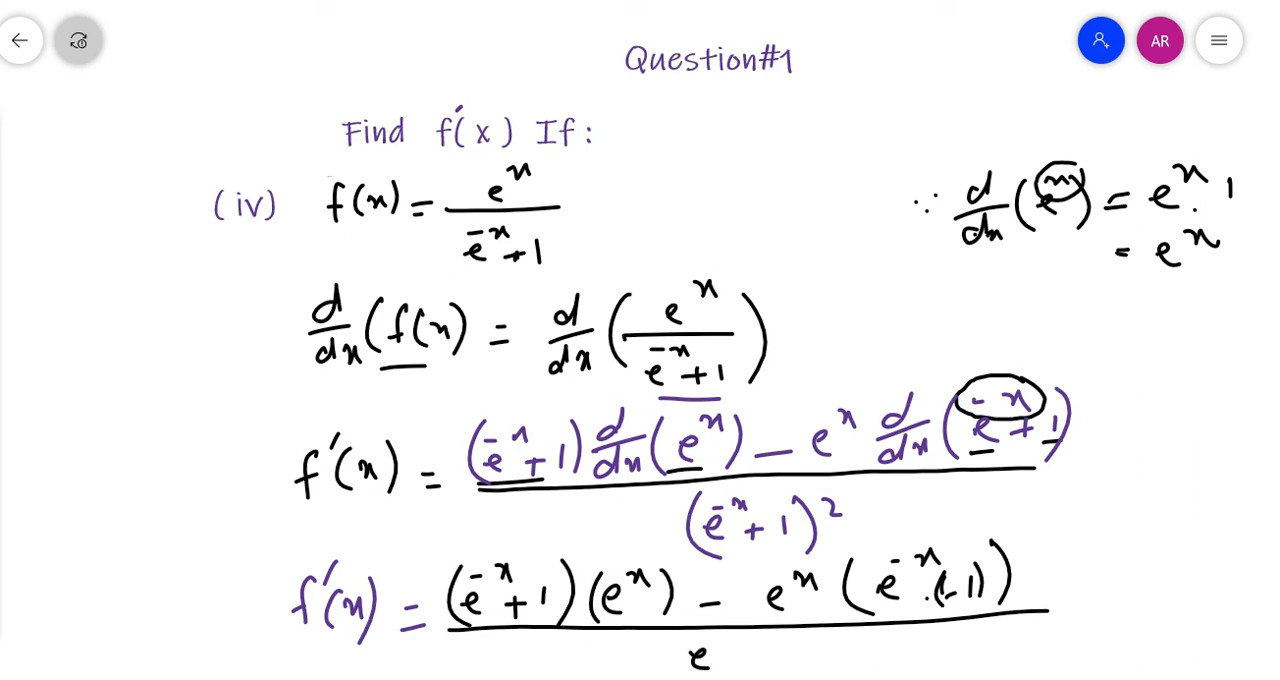 AR
Question#1
Find f'(x) If:
(iv) f(x) = e^x / (e^-x + 1)
∵ d/dx (e^x) = e^x . 1
= e^x
d/dx (f(x) = d/dx (e^x / (e^-x + 1))
f'(x) = ((e^-x + 1) d/dx (e^x) − e^x d/dx (e^-x + 1)) / (e^-x + 1)^2
f'(x) = (e^-x + 1)(e^x) − e^x (e^-x . (-1)) / e